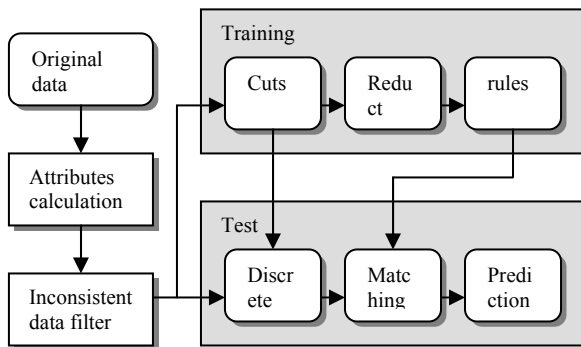 Original
data
Attributes
calculation
Inconsistent
data filter
Training
Cuts
Redu
ct
rules
Test
Discr
ete
Matc
hing
Predi
ction